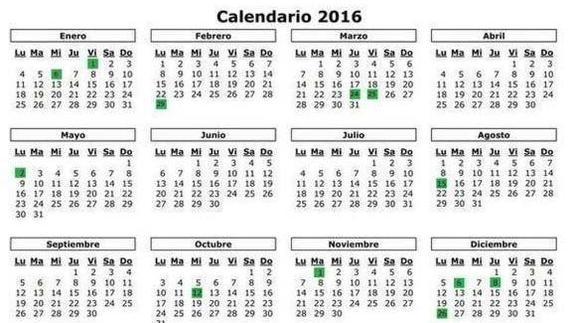 Calendario 2016
Enero
Lu Ma Mi Ju Vi Sa Do
1 2 3
4 5 6 7 8 9 10
11 12 13 14 15 16 17
18 19 20 21 22 23 24
25 26 27 28 29 30 31
Febrero
Lu Ma Mi Ju Vi Sa Do
1 2 3 4 5 6 7
8 9 10 11 12 13 14
15 16 17 18 19 20 21
22 23 24 25 26 27 28
29
Marzo
Lu Ma Mi Ju Vi Sa Do
1 2 3 4 5 6
7 8 9 10 11 12 13
14 15 16 17 18 19 20
21 22 23 24 25 26 27
28 29 30 31
Abril
Lu Ma Mi Ju Vi Sa Do
1 2 3
4 5 6 7 8 9 10
11 12 13 14 15 16 17
18 19 20 21 22 23 24
25 26 27 28 29 30
Mayo
Lu Ma Mi Ju Vi Sa Do
1
2 3 4 5 6 7 8
9 10 11 12 13 14 15
16 17 18 19 20 21 22
23 24 25 26 27 28 29
30 31
Junio
Lu Ma Mi Ju Vi Sa Do
1 2 3 4 5
6 7 8 9 10 11 12
13 14 15 16 17 18 19
20 21 22 23 24 25 26
27 28 29 30
Julio
Lu Ma Mi Ju Vi Sa Do
1 2 3
4 5 6 7 8 9 10
11 12 13 14 15 16 17
18 19 20 21 22 23 24
25 26 27 28 29 30 31
Agosto
Lu Ma Mi Ju Vi Sa Do
1 2 3 4 5 6 7
8 9 10 11 12 13 14
15 16 17 18 19 20 21
22 23 24 25 26 27 28
29 30 31
Septiembre
Lu Ma Mi Ju Vi Sa Do
1 2 3 4
5 6 7 8 9 10 11
12 13 14 15 16 17 18
19 20 21 22 23 24 25
26 27 28 29 30
Octubre
Lu Ma Mi Ju Vi Sa Do
1 2
3 4 5 6 7 8 9
10 11 12 13 14 15 16
17 18 19 20 21 22 23
24 25 26 27 28 29 30
31
Noviembre
Lu Ma Mi Ju Vi Sa Do
1 2 3 4 5 6
7 8 9 10 11 12 13
14 15 16 17 18 19 20
21 22 23 24 25 26 27
28 29 30
Diciembre
Lu Ma Mi Ju Vi Sa Do
1 2 3 4
5 6 7 8 9 10 11
12 13 14 15 16 17 18
19 20 21 22 23 24 25
26 27 28 29 30 31